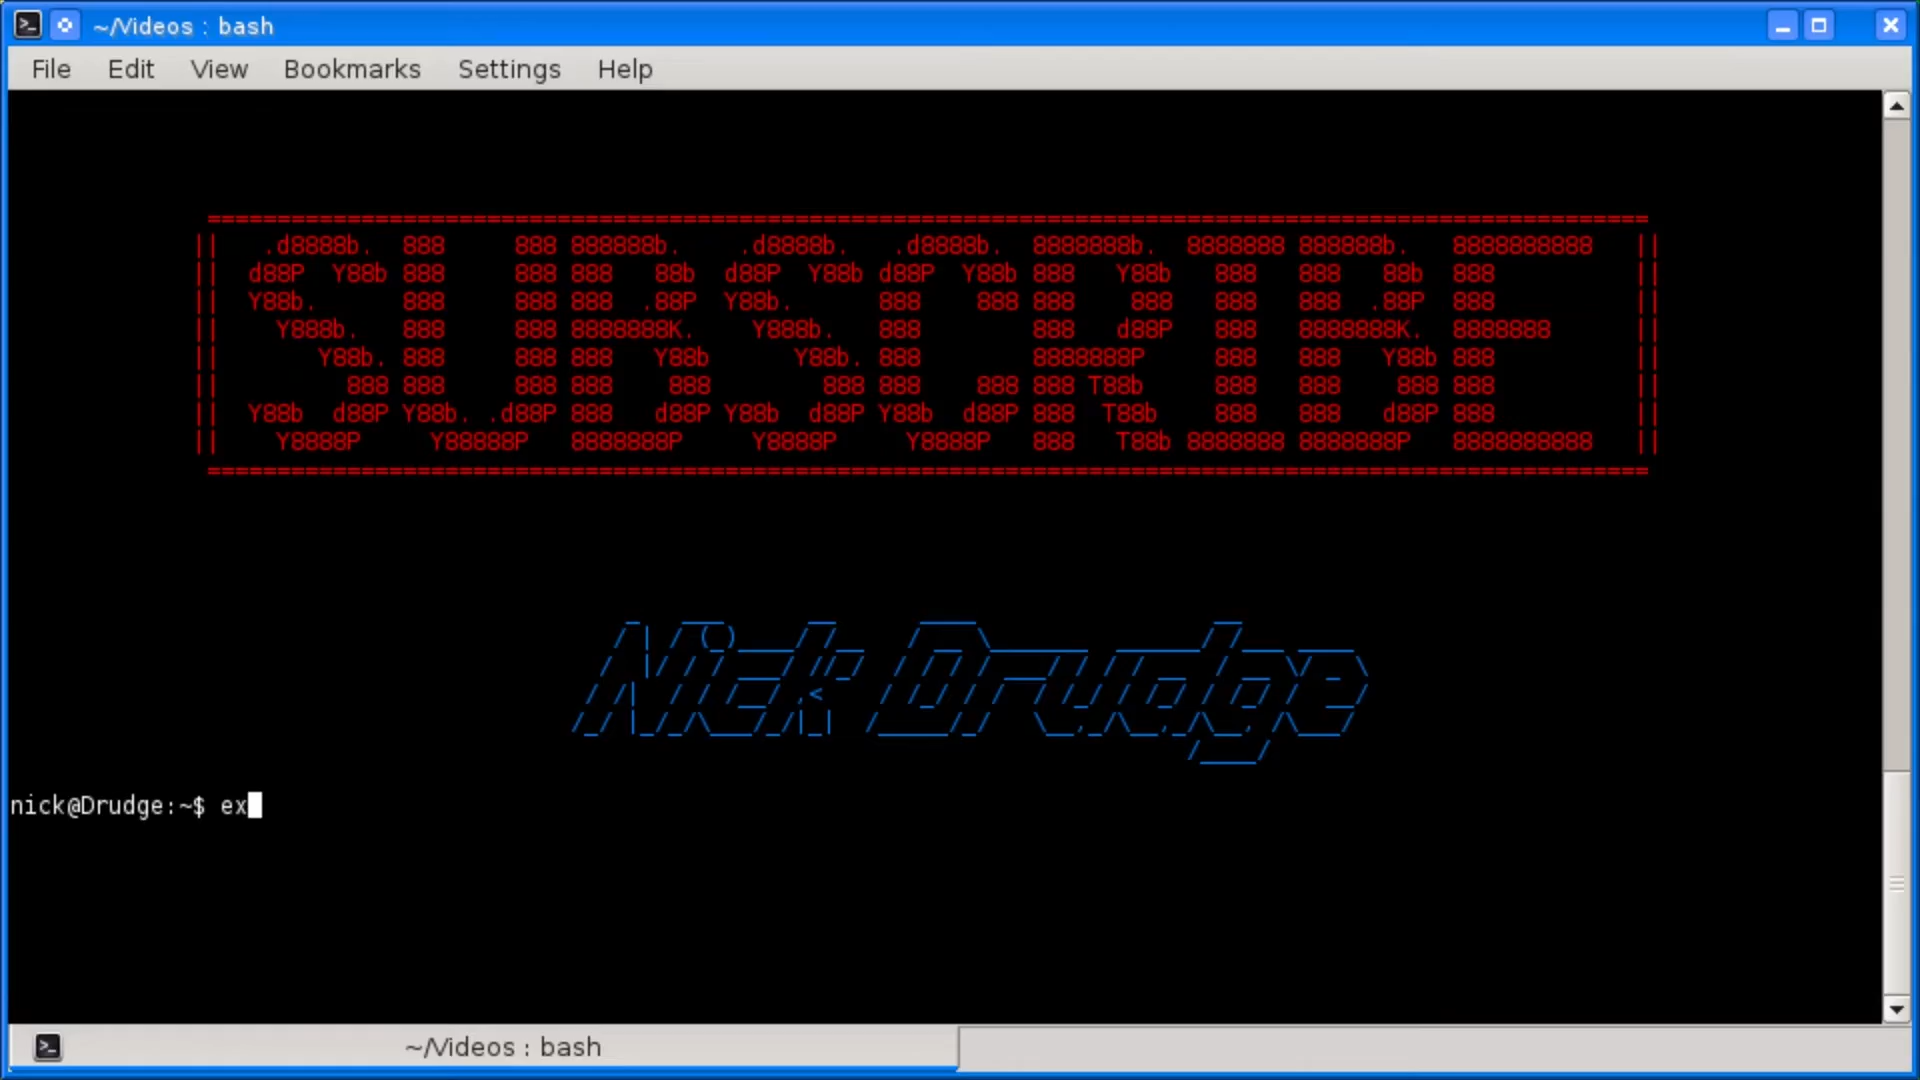 ~/Videos : bash
File Edit View Bookmarks Settings Help
SUBSCRIBE
Nick Drudge
nick@Drudge:~$ ex
~/Videos : bash